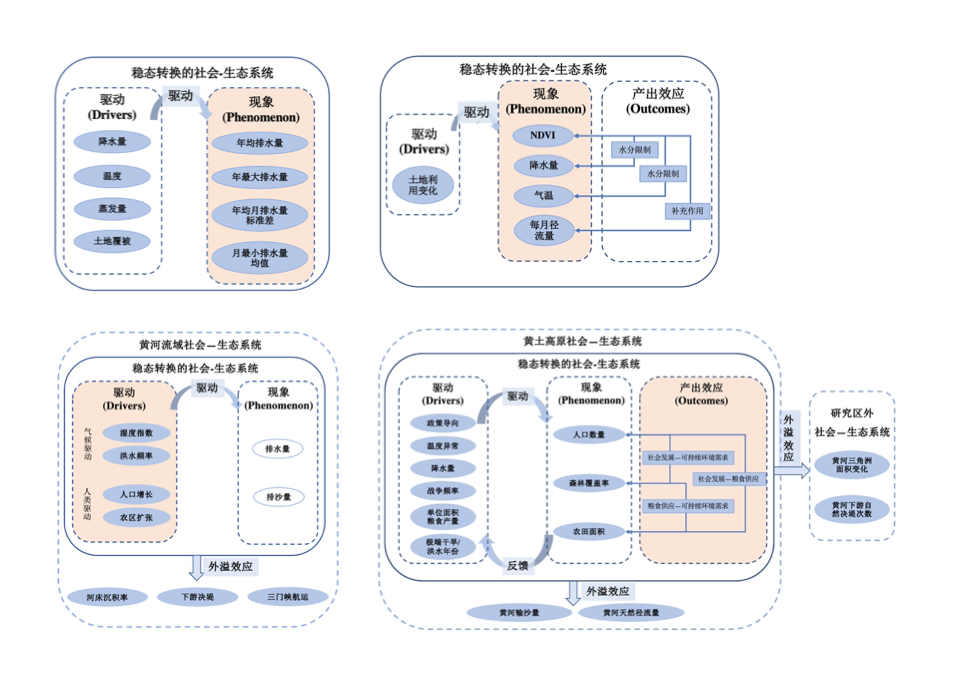 稳态转换的社会-生态系统
驱动
(Drivers)
驱动
现象
(Phenomenon)
降水量
温度
蒸发量
土地覆被
年均排水量
年最大排水量
年均月排水量
标准差
月最小排水量
均值
稳态转换的社会-生态系统
驱动
(Drivers)
土地利
用变化
驱动
现象
(Phenomenon)
NDVI
降水量
气温
每月径
流量
产出效应
(Outcomes)
水分限制
水分限制
补充作用
黄河流域社会—生态系统
稳态转换的社会-生态系统
驱动
(Drivers)
驱动
现象
(Phenomenon)
气候驱动
湿度指数
洪水频率
人类驱动
人口增长
农区扩张
排水量
排沙量
外溢效应
河床沉积率
下游决堤
三门峡航运
黄土高原社会—生态系统
稳态转换的社会-生态系统
驱动
(Drivers)
政策导向
温度异常
降水量
战争频率
单位面积
粮食产量
极端干旱/
洪水年份
驱动
反馈
现象
(Phenomenon)
人口数量
森林覆盖率
农田面积
产出效应
(Outcomes)
社会发展—可持续环境需求
社会发展—粮食供应
粮食供应—可持续环境需求
外溢效应
黄河输沙量
黄河天然径流量
外溢效应
研究区外
社会—生态系统
黄河三角洲
面积变化
黄河下游自
然决堤次数